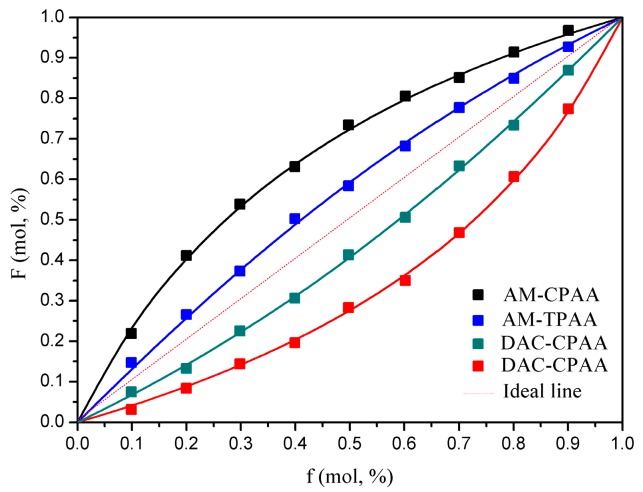 1.0
0.9
0.8
0.7
0.6
0.5
0.4
0.3
0.2
0.1
0.0
F (mol, %)
AM-CPAA
AM-TPAA
DAC-CPAA
DAC-CPAA
Ideal line
0.0 0.1 0.2 0.3 0.4 0.5 0.6 0.7 0.8 0.9 1.0
f (mol, %)